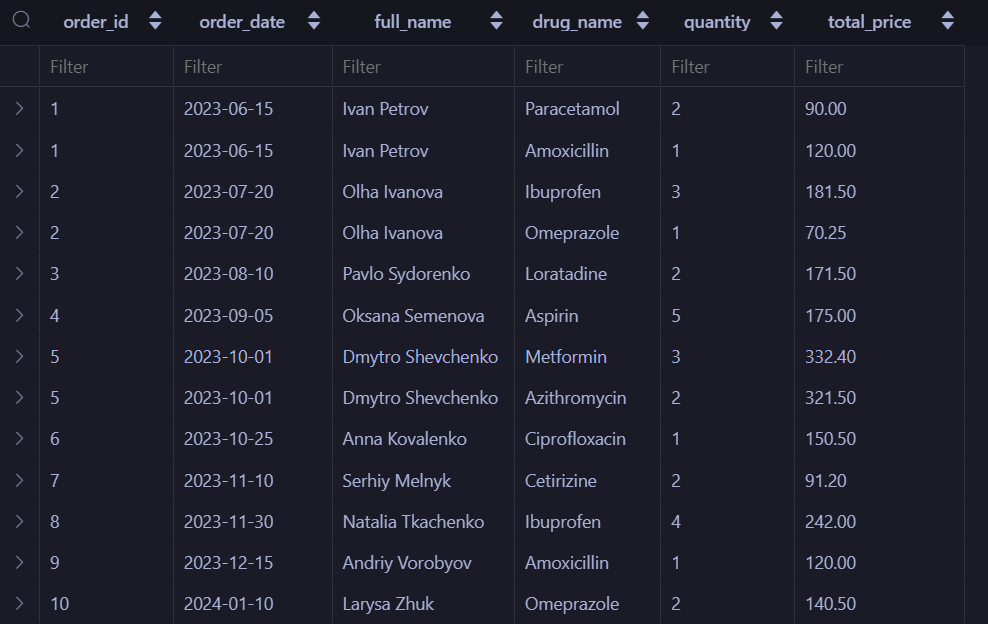 order_id order_date full_name drug_name quantity total_price
Filter Filter Filter Filter Filter Filter
1 2023-06-15 Ivan Petrov Paracetamol 2 90.00
1 2023-06-15 Ivan Petrov Amoxicillin 1 120.00
2 2023-07-20 Olha Ivanova Ibuprofen 3 181.50
2 2023-07-20 Olha Ivanova Omeprazole 1 70.25
3 2023-08-10 Pavlo Sydorenko Loratadine 2 171.50
4 2023-09-05 Oksana Semenova Aspirin 5 175.00
5 2023-10-01 Dmytro Shevchenko Metformin 3 332.40
5 2023-10-01 Dmytro Shevchenko Azithromycin 2 321.50
6 2023-10-25 Anna Kovalenko Ciprofloxacin 1 150.50
7 2023-11-10 Serhiy Melnyk Cetirizine 2 91.20
8 2023-11-30 Natalia Tkachenko Ibuprofen 4 242.00
9 2023-12-15 Andriy Vorobyov Amoxicillin 1 120.00
10 2024-01-10 Larysa Zhuk Omeprazole 2 140.50